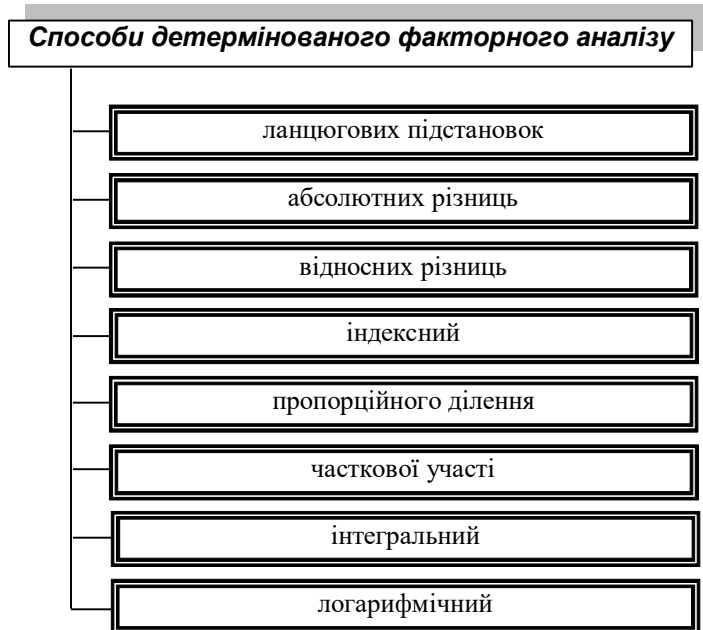 Способи детермінованого факторного аналізу
ланцюгових підстановок
абсолютних різниць
відносних різниць
індексний
пропорційного ділення
часткової участі
інтегральний
логарифмічний